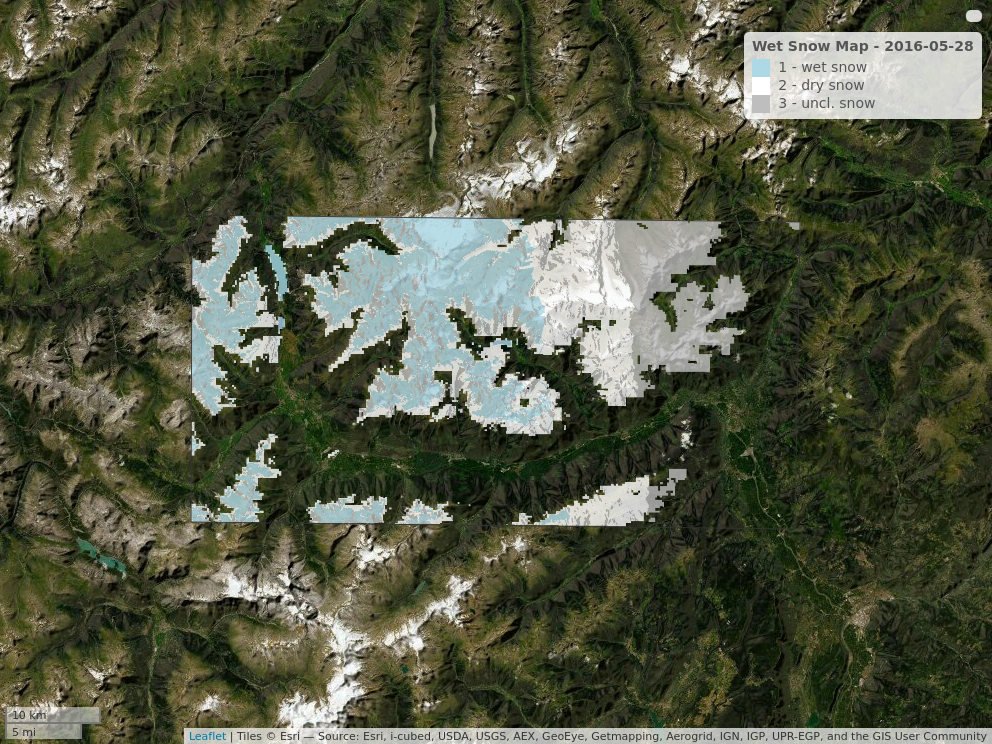 Wet Snow Map - 2016-05-28
1 - wet snow
2 - dry snow
3 - uncl. snow
10 km
5 mi
Leaflet | Tiles © Esri — Source: Esri, i-cubed, USDA, USGS, AEX, GeoEye, Getmapping, Aerogrid, IGN, IGP, UPR-EGP, and the GIS User Community